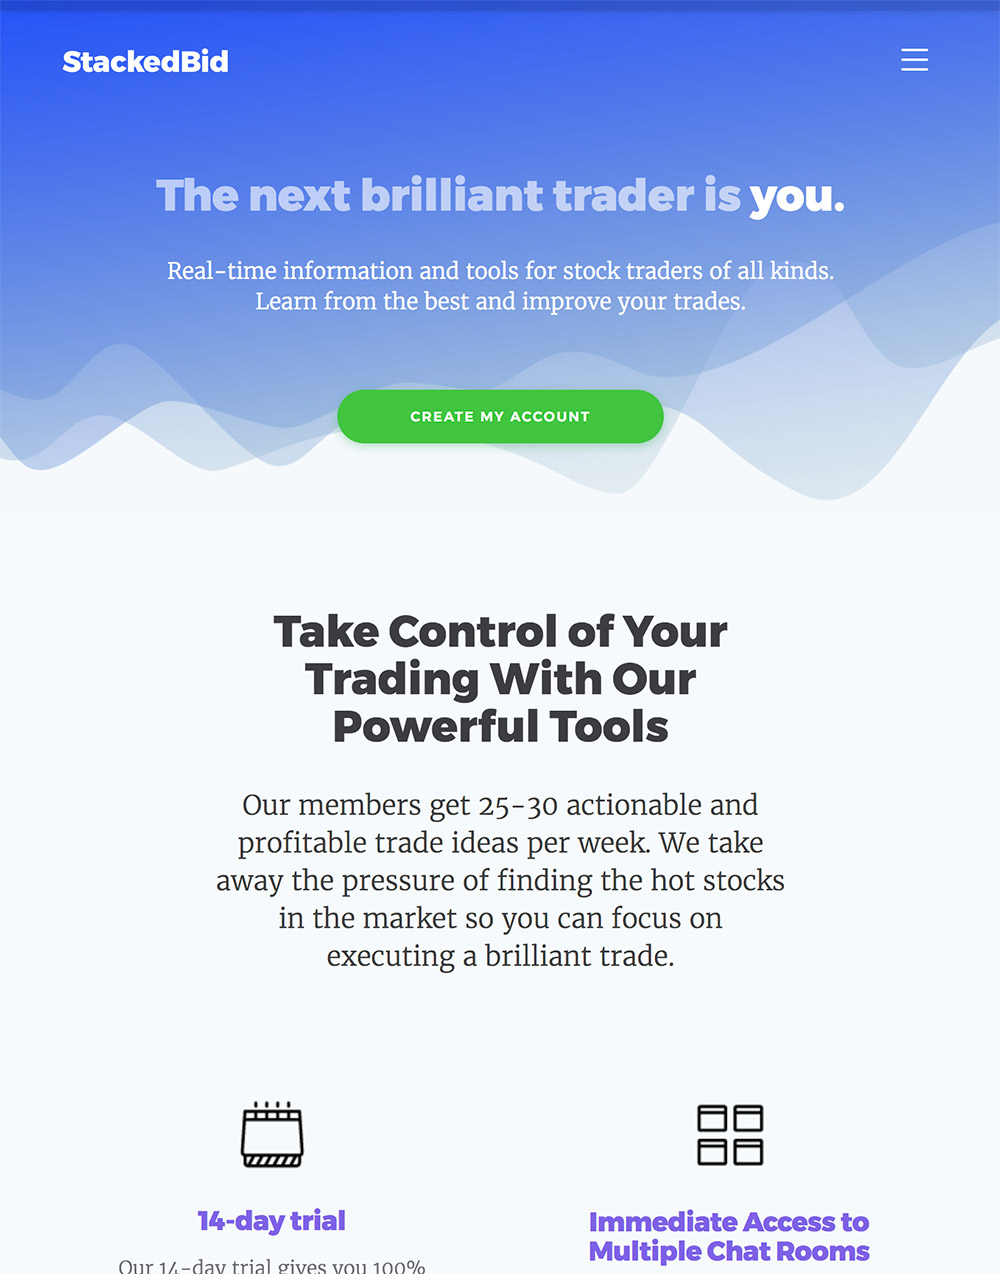 StackedBid
The next brilliant trader is you.
Real-time information and tools for stock traders of all kinds.
Learn from the best and improve your trades.
CREATE MY ACCOUNT
Take Control of Your
Trading With Our
Powerful Tools
Our members get 25-30 actionable and
profitable trade ideas per week. We take
away the pressure of finding the hot stocks
in the market so you can focus on
executing a brilliant trade.
14-day trial
Our 14-day trial gives you 100%
Immediate Access to
Multiple Chat Rooms